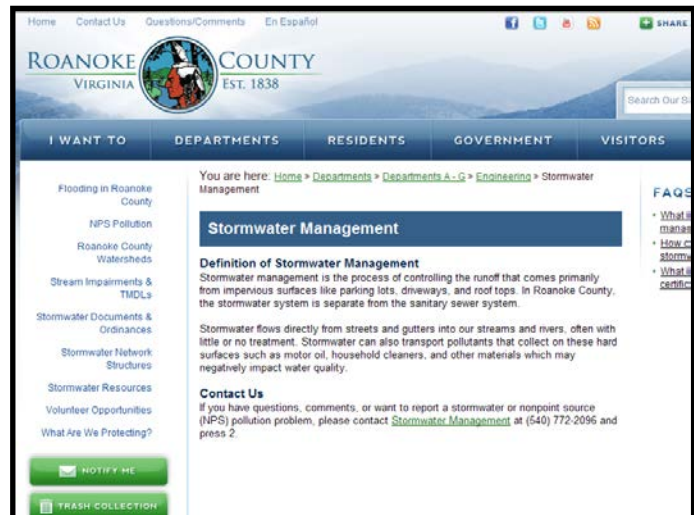 Home Contact Us Questions/Comments En Español
SHARE
ROANOKE COUNTY
VIRGINIA EST. 1838
Search Our S
I WANT TO DEPARTMENTS RESIDENTS GOVERNMENT VISITORS
Flooding in Roanoke
County
NPS Pollution
Roanoke County
Watersheds
Stream Impairments &
TMDLs
Stormwater Documents &
Ordinances
Stormwater Network
Structures
Stormwater Resources
Volunteer Opportunities
What Are We Protecting?
NOTIFY ME
TRASH COLLECTION
You are here: Home » Departments » Departments A - G » Engineering » Stormwater
Management
Stormwater Management
Definition of Stormwater Management
Stormwater management is the process of controlling the runoff that comes primarily
from impervious surfaces like parking lots, driveways, and roof tops. In Roanoke County,
the stormwater system is separate from the sanitary sewer system.
Stormwater flows directly from streets and gutters into our streams and rivers, often with
little or no treatment. Stormwater can also transport pollutants that collect on these hard
surfaces such as motor oil, household cleaners, and other materials which may
negatively impact water quality.
Contact Us
If you have questions, comments, or want to report a stormwater or nonpoint source
(NPS) pollution problem, please contact Stormwater Management at (540) 772-2096 and
press 2.
FAQS
• What i
manag
• How c
stormw
• What i
certific